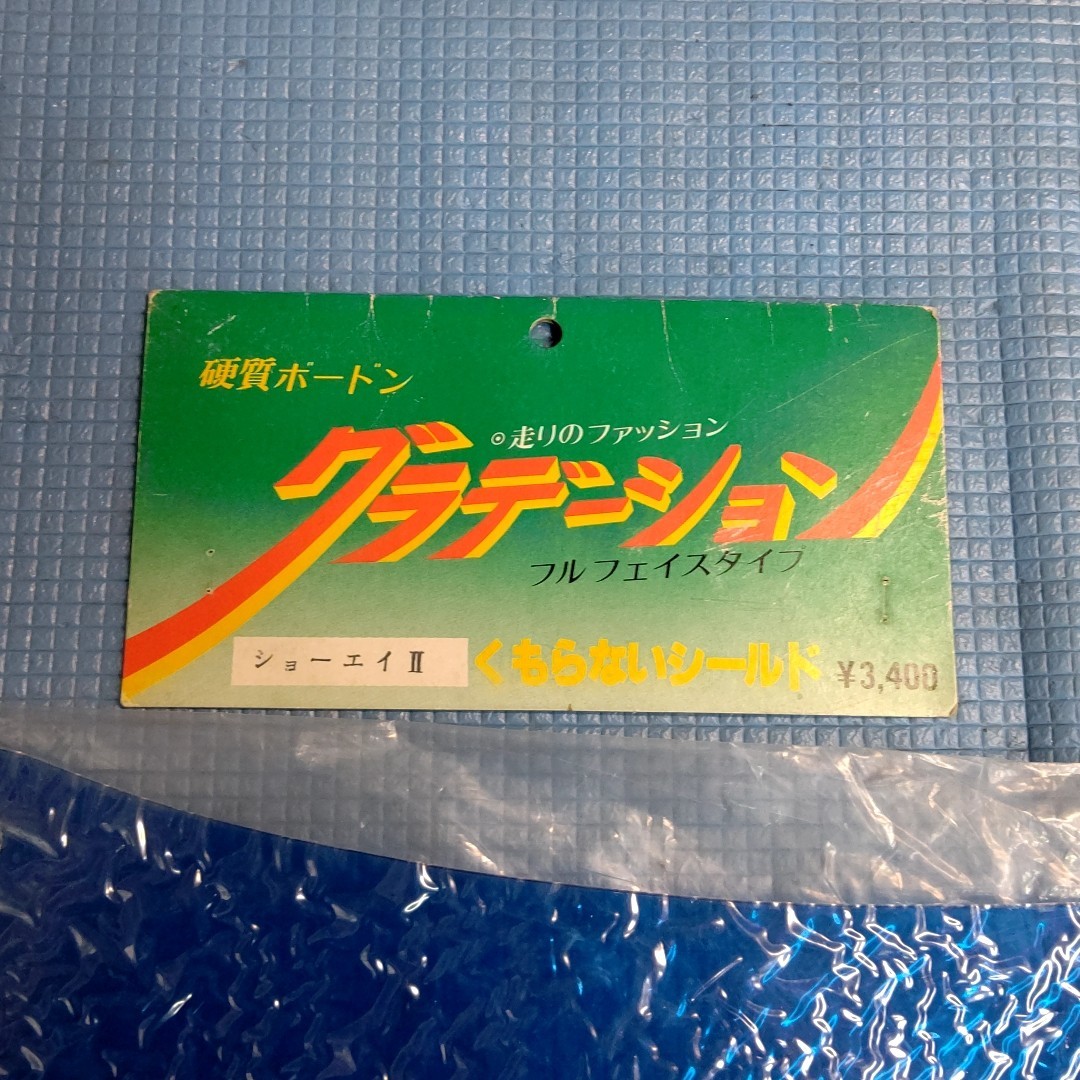 硬質ボードン
◉走りのファッション
グラデーション
フルフェイスタイプ
ショーエイⅡ
くもらないシールド
¥3,400